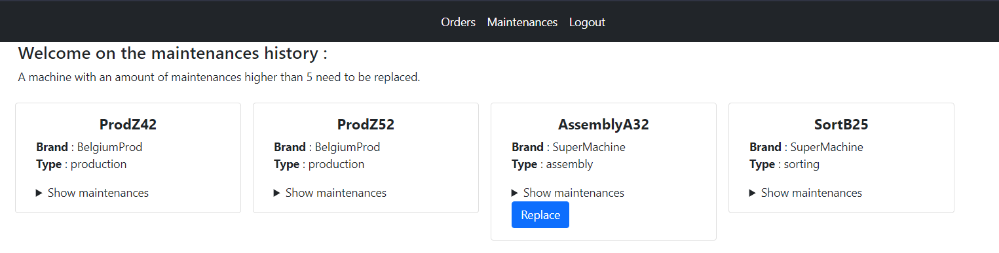 Orders Maintenances Logout
Welcome on the maintenances history :
A machine with an amount of maintenances higher than 5 need to be replaced.
ProdZ42
Brand : BelgiumProd
Type : production
Show maintenances
ProdZ52
Brand : BelgiumProd
Type : production
Show maintenances
AssemblyA32
Brand : SuperMachine
Type : assembly
Show maintenances
Replace
SortB25
Brand : SuperMachine
Type : sorting
Show maintenances